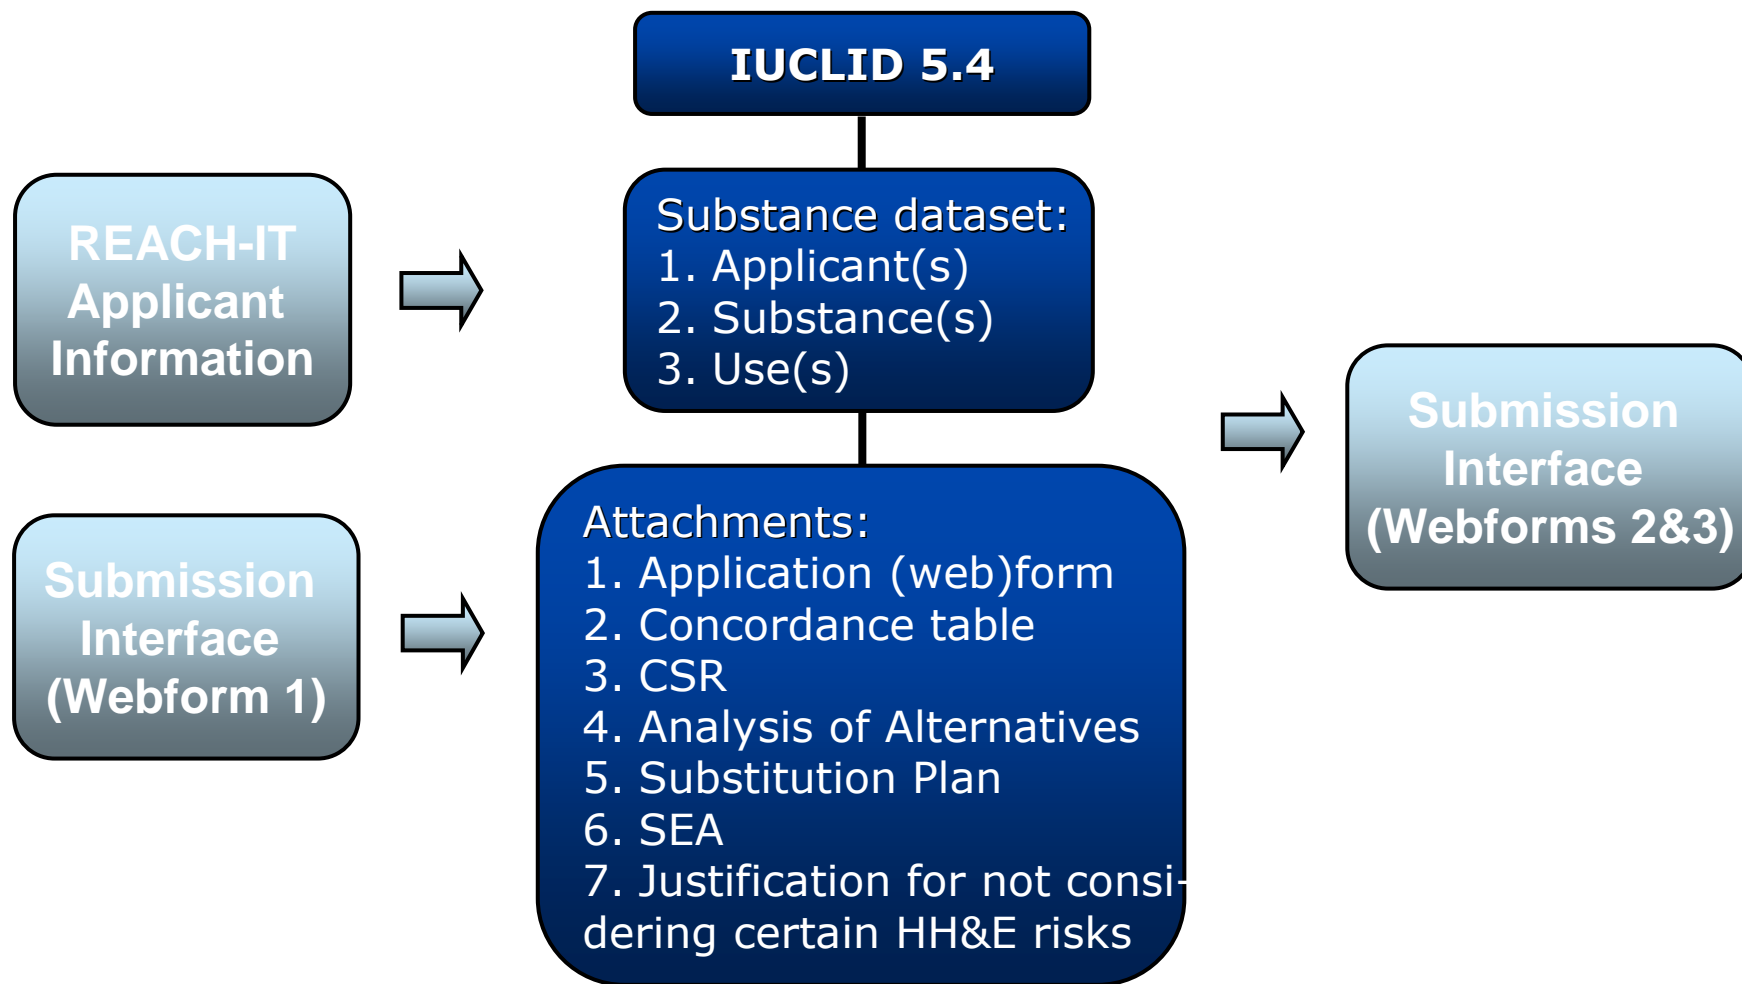 IUCLID 5.4
REACH-IT
Applicant
Information
Substance dataset:
1. Applicant(s)
2. Substance(s)
3. Use(s)
Submission
Interface
(Webform 1)
Attachments:
1. Application (web)form
2. Concordance table
3. CSR
4. Analysis of Alternatives
5. Substitution Plan
6. SEA
7. Justification for not consi-
dering certain HH&E risks
Submission
Interface
(Webforms 2&3)